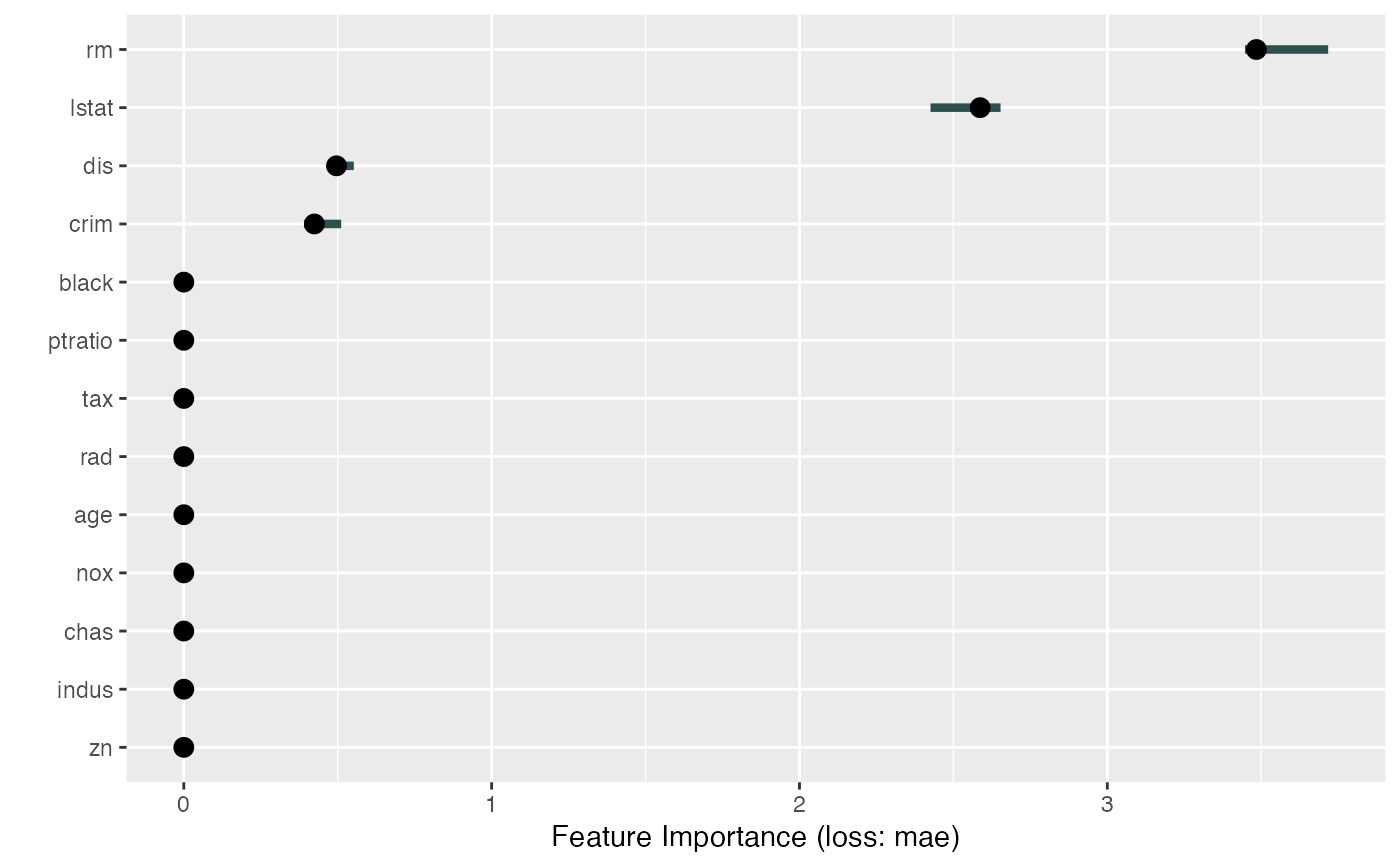 rm
lstat
dis
crim
black
ptratio
tax
rad
age
nox
chas
indus
zn
0 1 2 3
Feature Importance (loss: mae)